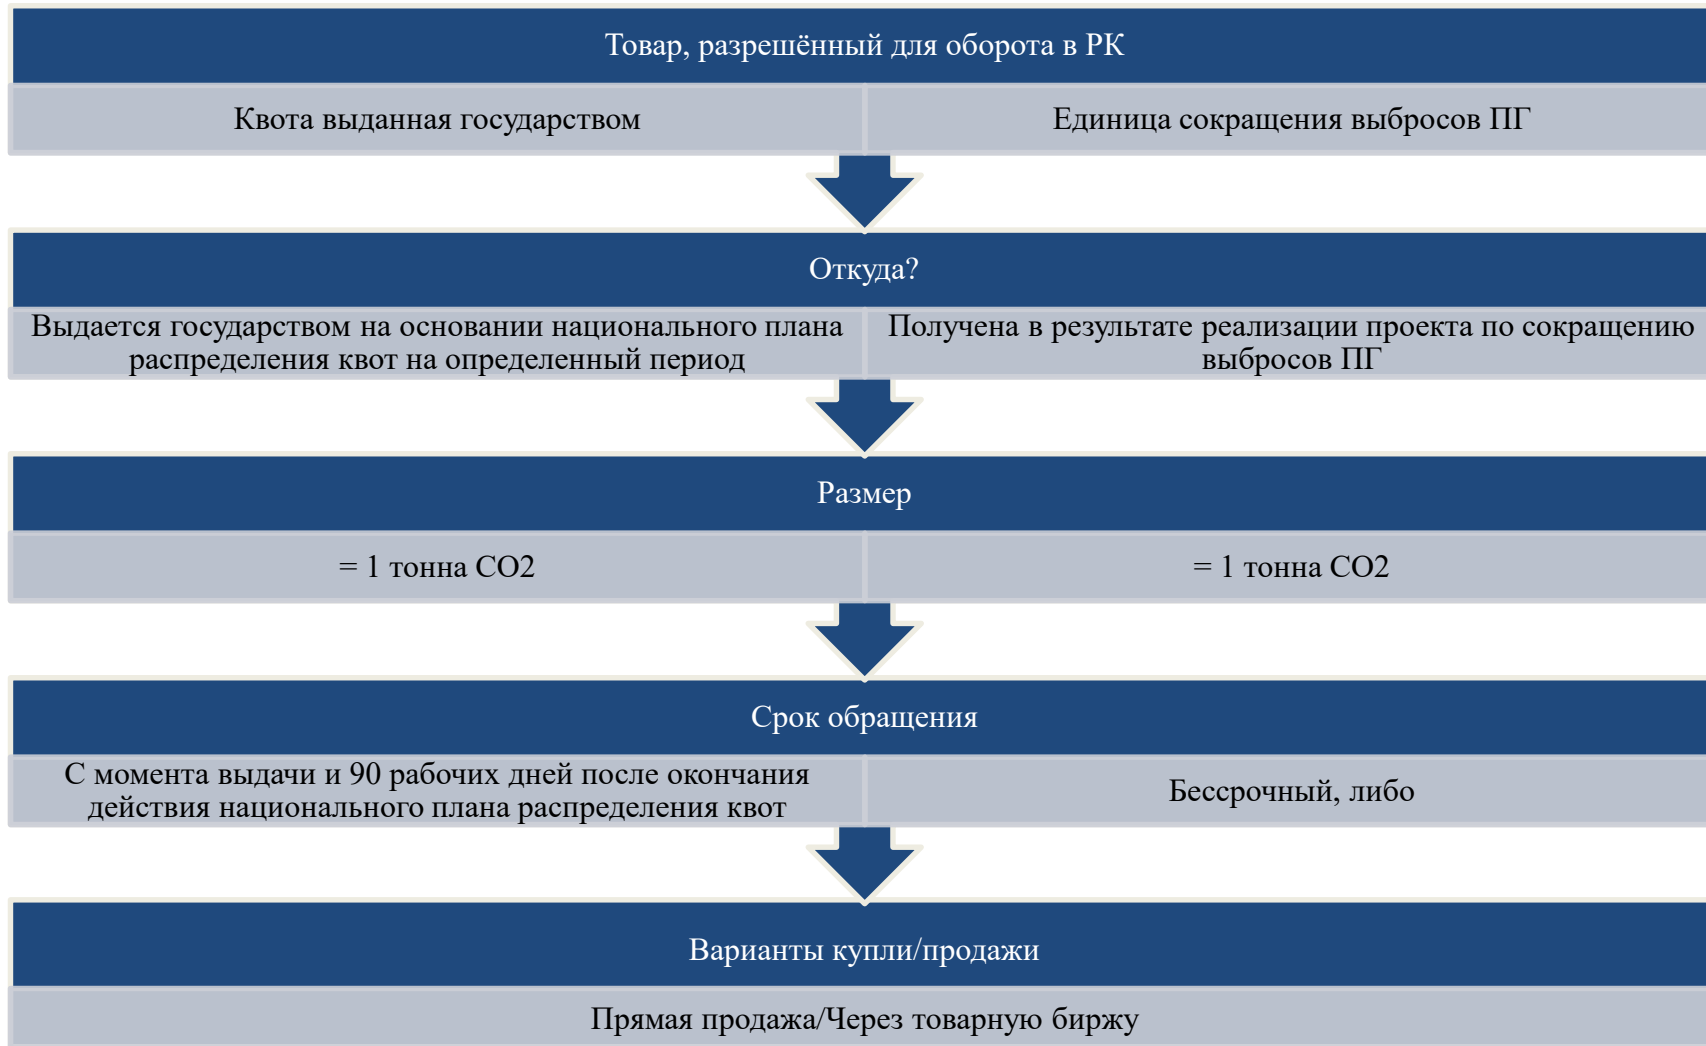 Товар, разрешённый для оборота в РК
Квота выданная государством
Единица сокращения выбросов ПГ
Откуда?
Выдается государством на основании национального плана
распределения квот на определенный период
Получена в результате реализации проекта по сокращению
выбросов ПГ
Размер
= 1 тонна СО2
= 1 тонна СО2
Срок обращения
С момента выдачи и 90 рабочих дней после окончания
действия национального плана распределения квот
Бессрочный, либо
Варианты купли/продажи
Прямая продажа/Через товарную биржу